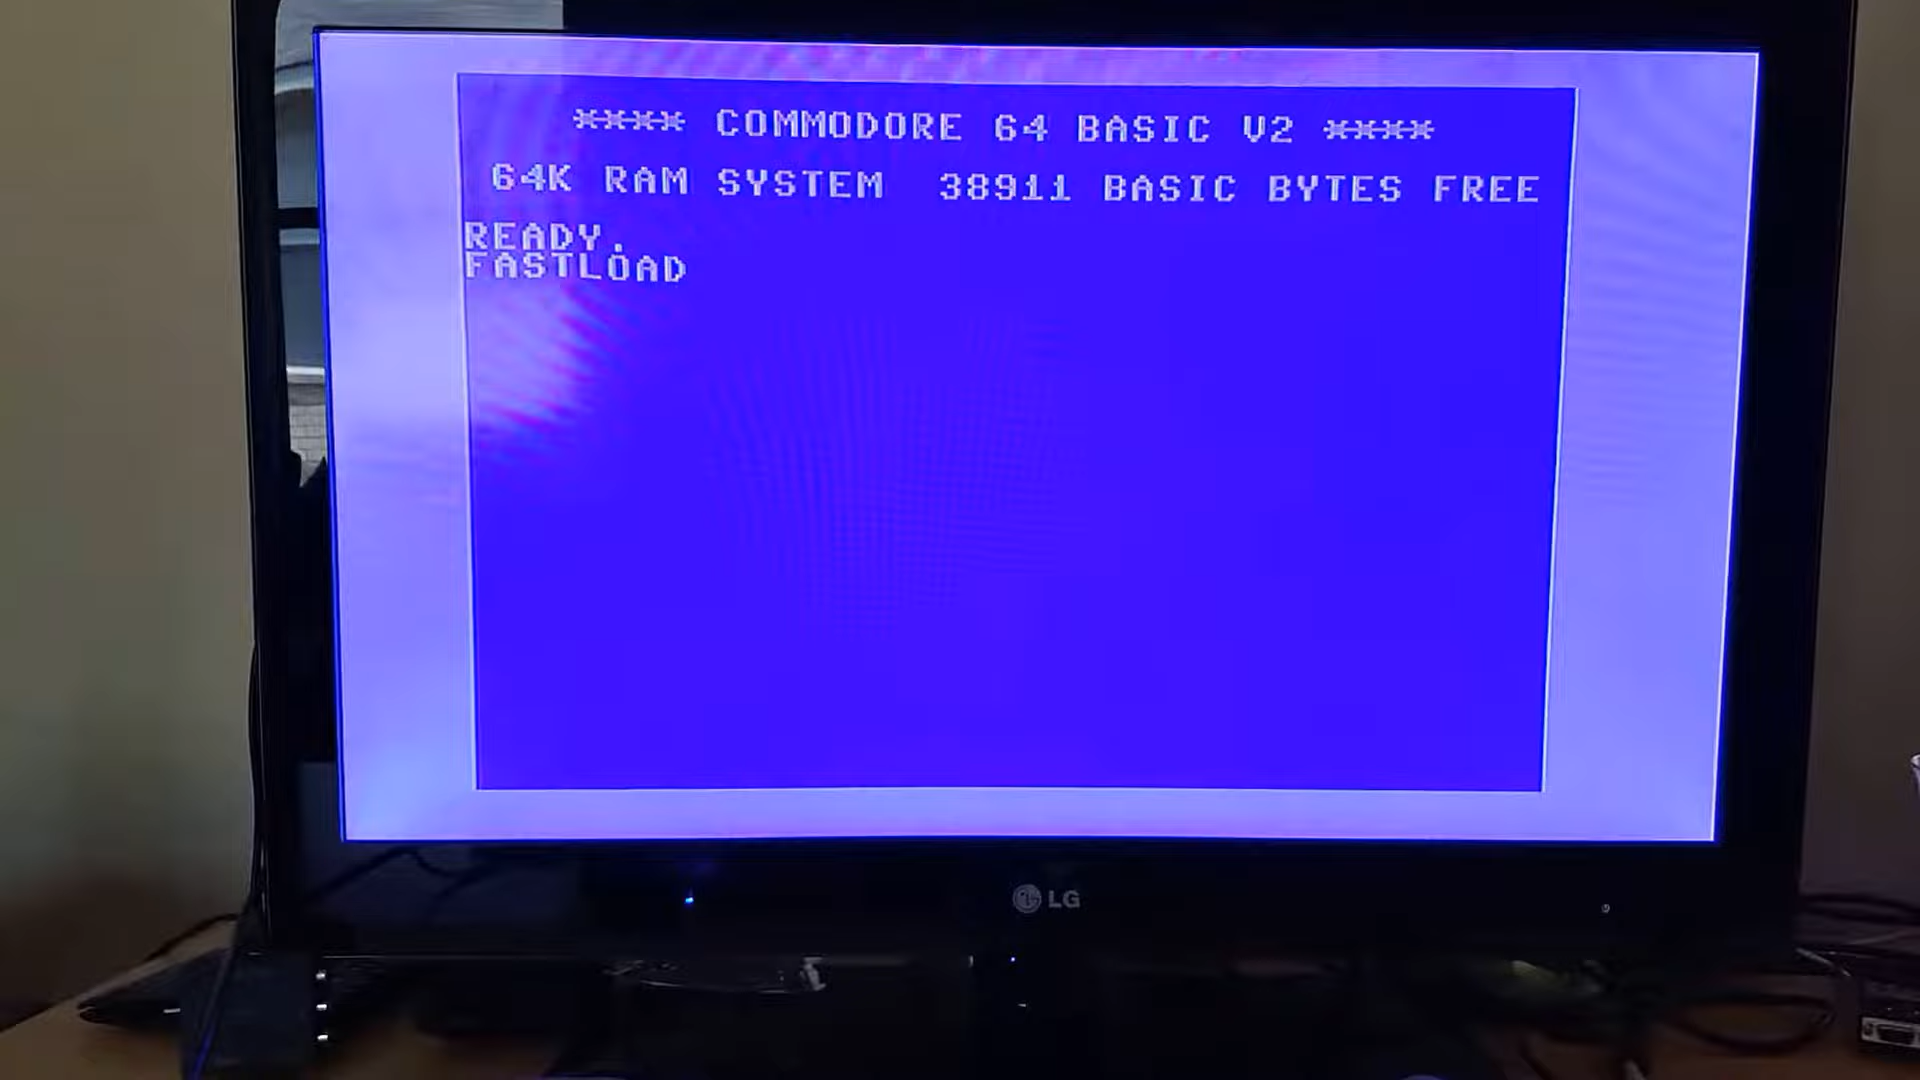 **** COMMODORE 64 BASIC V2 ****
64K RAM SYSTEM  38911 BASIC BYTES FREE
READY.
FASTLOAD
LG